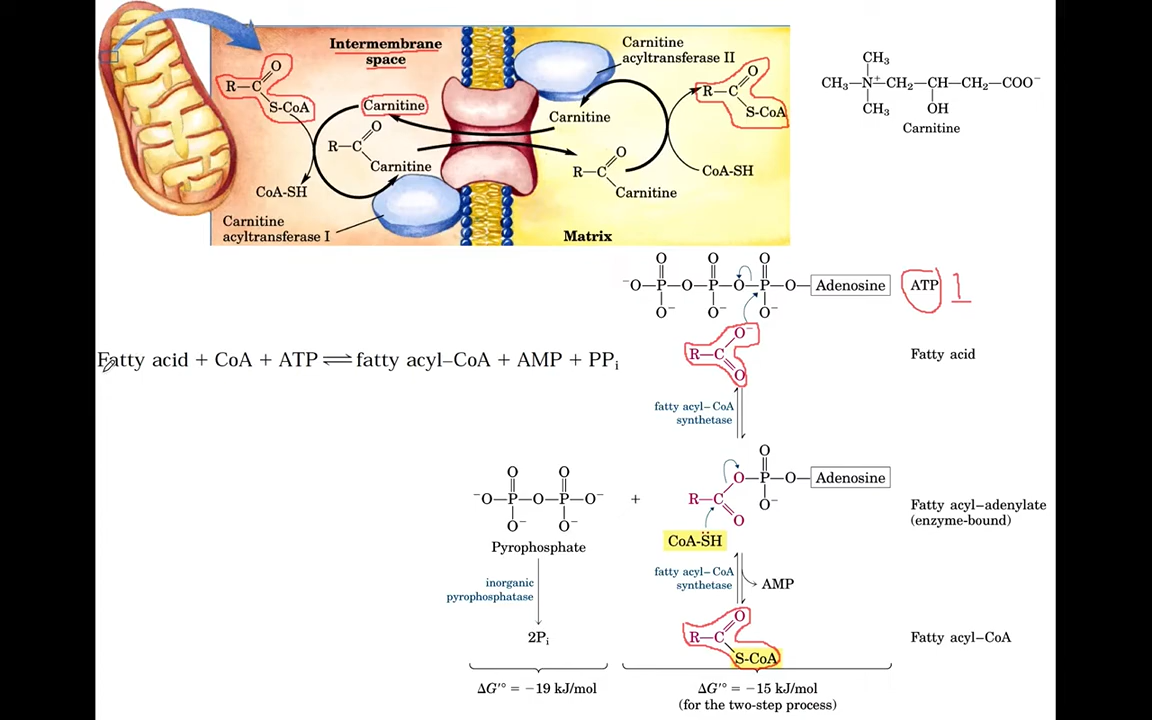 Intermembrane
space
R–C
O
S-CoA
Carnitine
R–C
O
Carnitine
CoA-SH
Carnitine
acyltransferase I
Carnitine
acyltransferase II
Carnitine
R–C
O
Carnitine
R–C
O
S-CoA
CoA-SH
Matrix
CH₃
CH₃–N⁺–CH₂–CH–CH₂–COO⁻
CH₃ OH
Carnitine
O O O
⁻O–P–O–P–O–P–O–Adenosine ATP 1
O⁻ O⁻ O⁻
O⁻
R–C
O
Fatty acid
Fatty acid + CoA + ATP ⇌ fatty acyl–CoA + AMP + PPᵢ
fatty acyl–CoA
synthetase
O O
⁻O–P–O–P–O⁻
O⁻ O⁻
Pyrophosphate
+
O
R–C O–P–O–Adenosine
O O⁻
CoA-S̈H
Fatty acyl–adenylate
(enzyme-bound)
inorganic
pyrophosphatase
fatty acyl–CoA
synthetase
AMP
2Pᵢ
O
R–C
S-CoA
Fatty acyl–CoA
ΔG′° = −19 kJ/mol
ΔG′° = −15 kJ/mol
(for the two-step process)